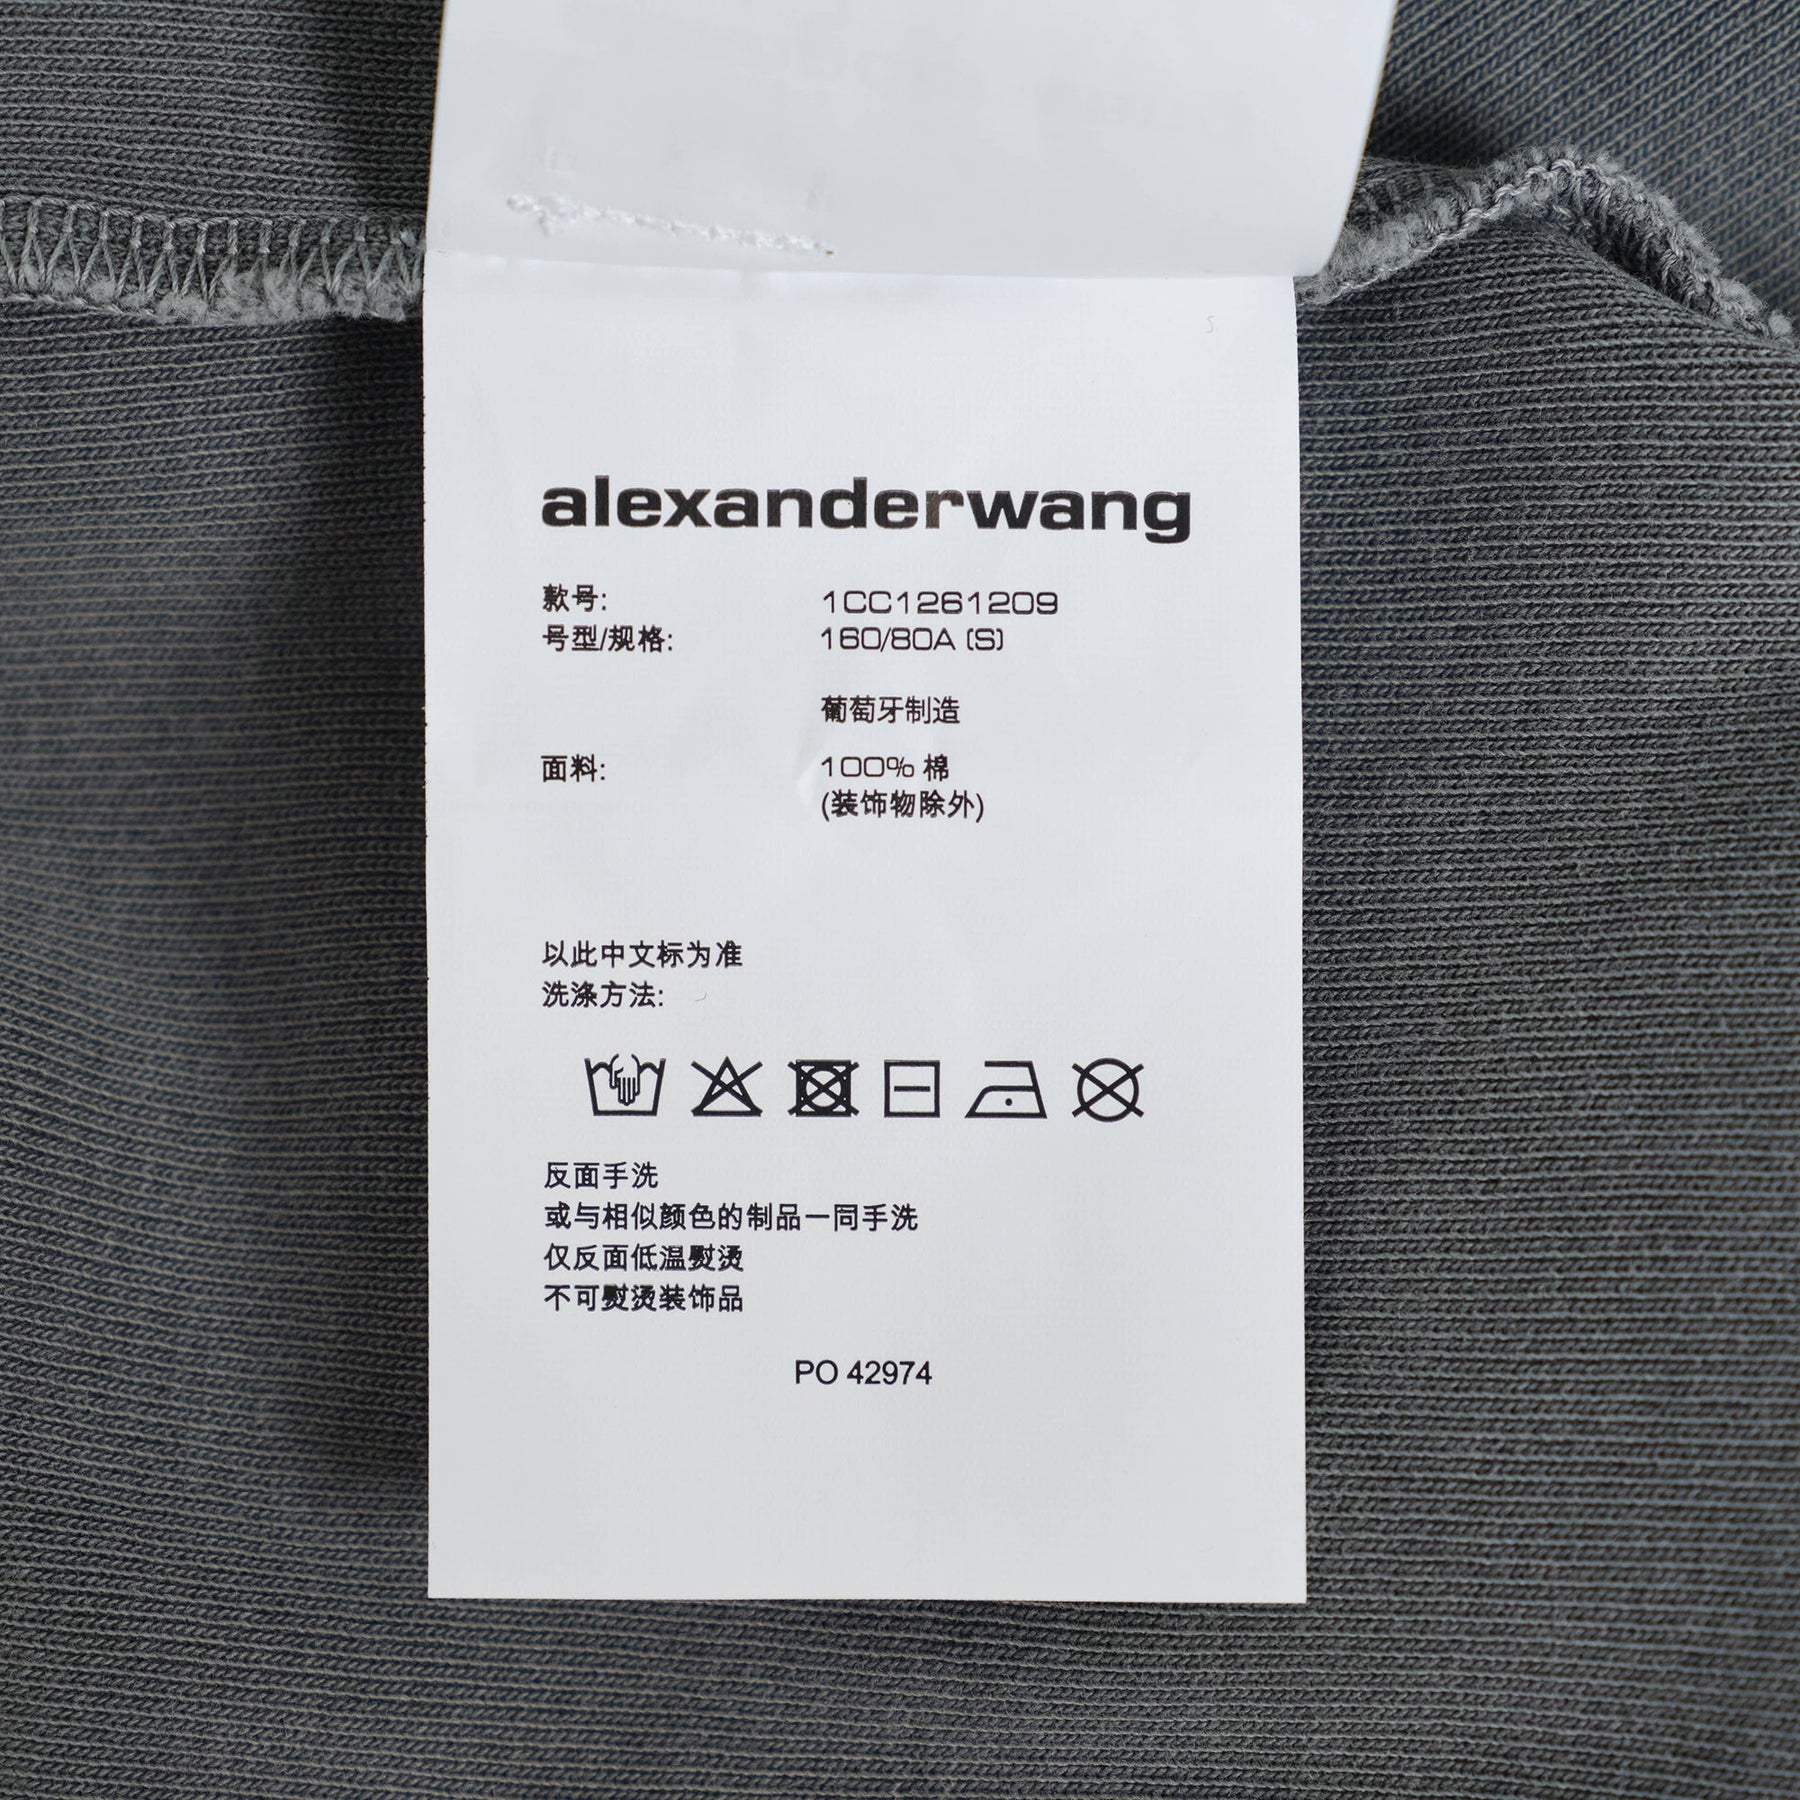 alexanderwang
款号: 1CC1261209
号型/规格: 160/80A (S)
葡萄牙制造
面料: 100% 棉
(装饰物除外)
以此中文标为准
洗涤方法:
反面手洗
或与相似颜色的制品一同手洗
仅反面低温熨烫
不可熨烫装饰品
PO 42974